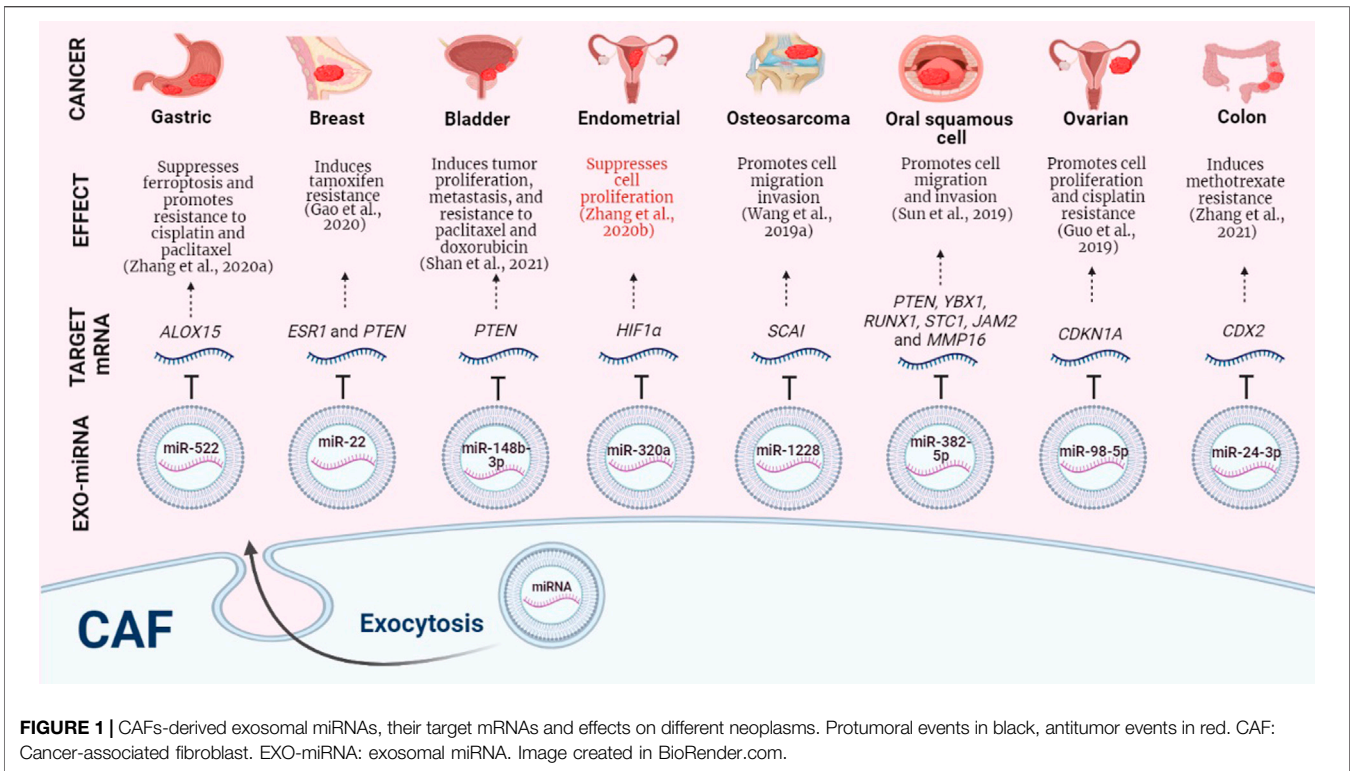 CANCER
Gastric
Breast
Bladder
Endometrial
Osteosarcoma
Oral squamous
cell
Ovarian
Colon
EFFECT
Suppresses
ferroptosis and
promotes
resistance to
cisplatin and
paclitaxel
(Zhang et al., 2020a)
Induces
tamoxifen
resistance
(Gao et al.,
2020)
Induces tumor
proliferation,
metastasis, and
resistance to
paclitaxel and
doxorubicin
(Shan et al., 2021)
Suppresses
cell
proliferation
(Zhang et al.,
2020b)
Promotes cell
migration
invasion
(Wang et al.,
2019a)
Promotes cell
migration
and invasion
(Sun et al., 2019)
Promotes cell
proliferation
and cisplatin
resistance
(Guo et al.,
2019)
Induces
methotrexate
resistance
(Zhang et al.,
2021)
TARGET
mRNA
ALOX15
ESR1 and PTEN
PTEN
HIF1α
SCAI
PTEN, YBX1,
RUNX1, STC1, JAM2
and MMP16
CDKN1A
CDX2
EXO-miRNA
miR-522
miR-22
miR-148b-
3p
miR-320a
miR-1228
miR-382-
5p
miR-98-5p
miR-24-3p
miRNA
CAF
Exocytosis
FIGURE 1 | CAFs-derived exosomal miRNAs, their target mRNAs and effects on different neoplasms. Protumoral events in black, antitumor events in red. CAF:
Cancer-associated fibroblast. EXO-miRNA: exosomal miRNA. Image created in BioRender.com.